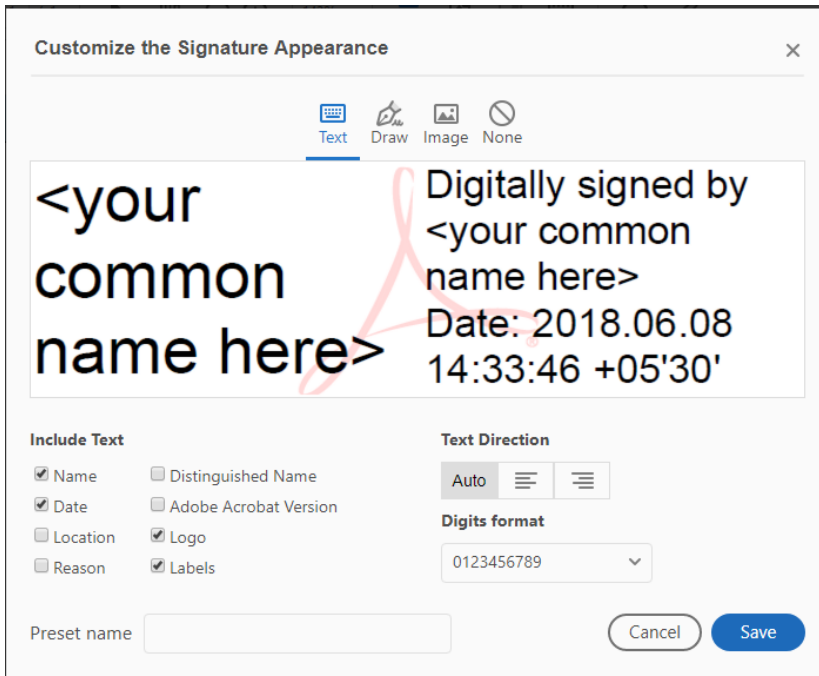 Customize the Signature Appearance
Text Draw Image None
<your
common
name here>
Digitally signed by
<your common
name here>
Date: 2018.06.08
14:33:46 +05'30'
Include Text
Name Distinguished Name
Date Adobe Acrobat Version
Location Logo
Reason Labels
Text Direction
Auto
Digits format
0123456789
Preset name
Cancel Save